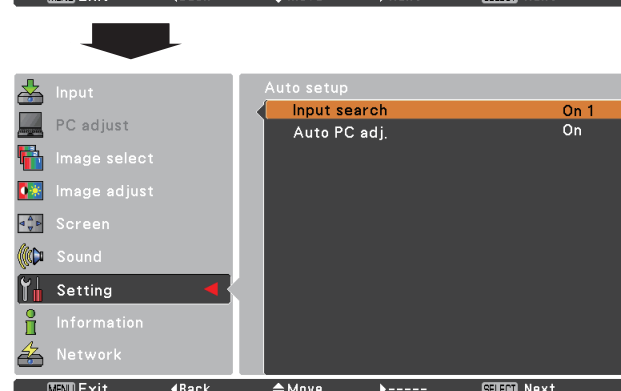 Input
PC adjust
Image select
Image adjust
Screen
Sound
Setting
Information
Network
Auto setup
Input search On 1
Auto PC adj. On
MENU Exit Back Move ----- SELECT Next